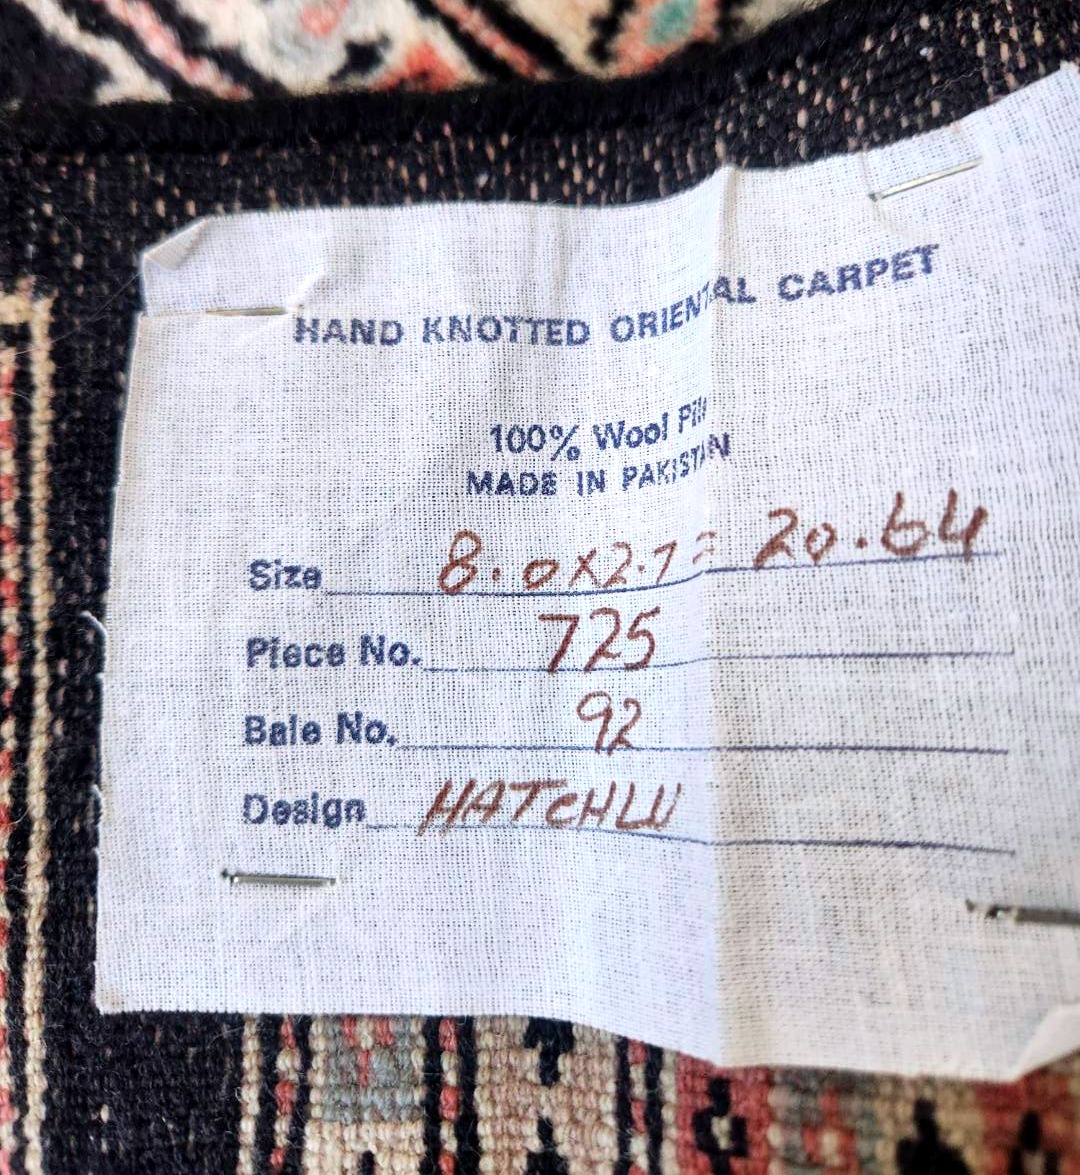 HAND KNOTTED ORIENTAL CARPET
100% Wool Pile
MADE IN PAKISTAN
Size 8.0x2.7= 20.64
Piece No. 725
Bale No. 92
Design HATCHLU